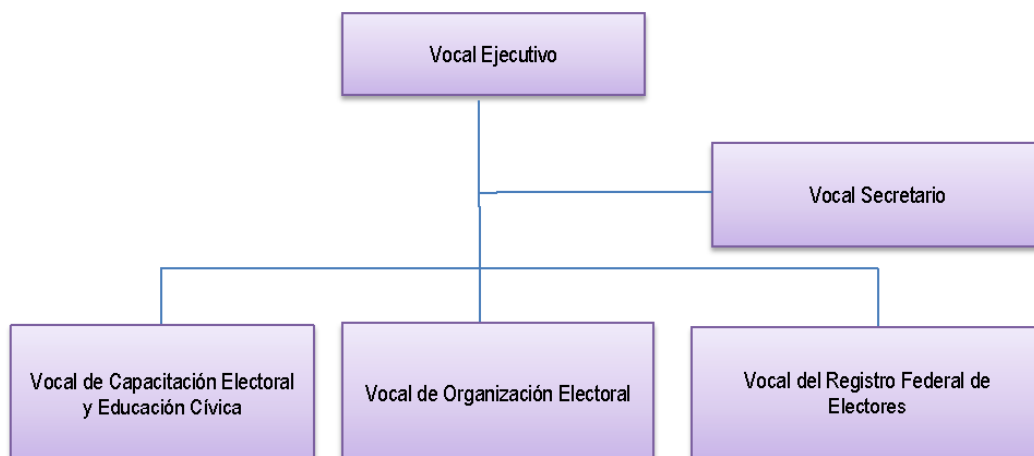 Vocal Ejecutivo
Vocal Secretario
Vocal de Capacitación Electoral
y Educación Cívica
Vocal de Organización Electoral
Vocal del Registro Federal de
Electores